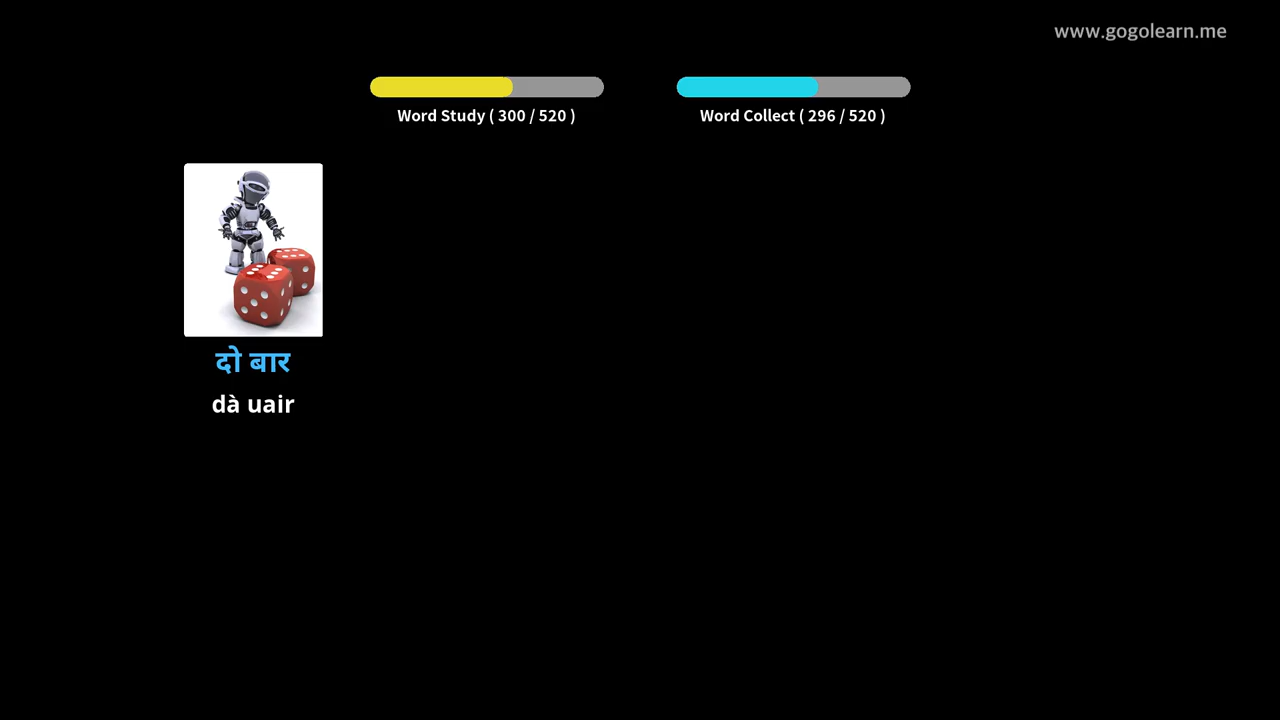 www.gogolearn.me
Word Study ( 300 / 520 )
Word Collect ( 296 / 520 )
दो बार
dà uair